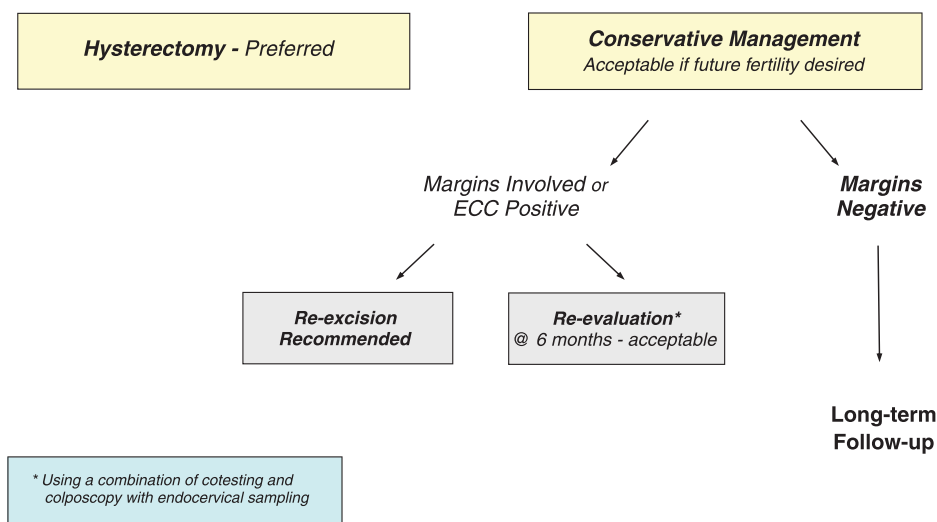 Hysterectomy - Preferred
Conservative Management
Acceptable if future fertility desired
Margins Involved or
ECC Positive
Margins
Negative
Re-excision
Recommended
Re-evaluation*
@ 6 months - acceptable
Long-term
Follow-up
* Using a combination of cotesting and
colposcopy with endocervical sampling